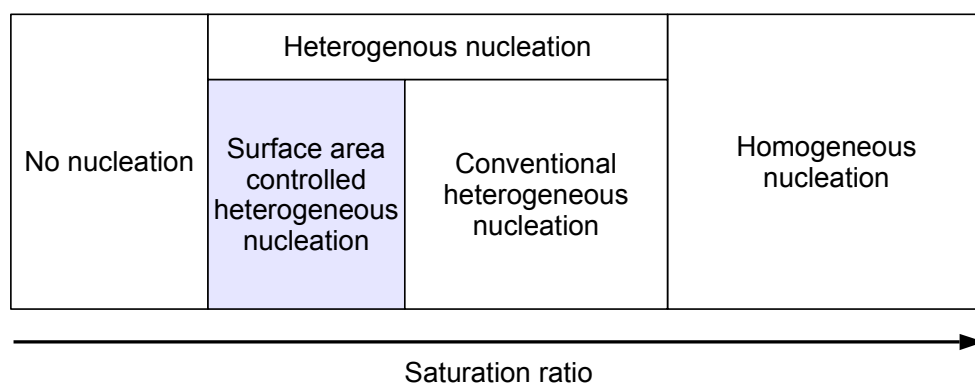 Heterogenous nucleation
No nucleation
Surface area
controlled
heterogeneous
nucleation
Conventional
heterogeneous
nucleation
Homogeneous
nucleation
Saturation ratio